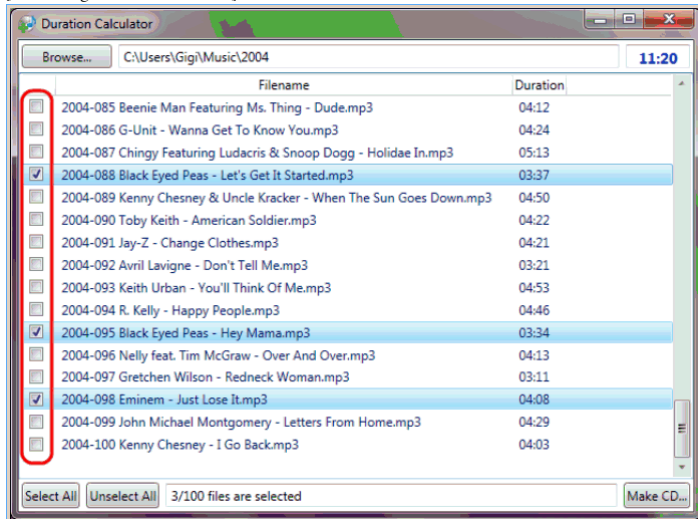 Duration Calculator
Browse... C:\Users\Gigi\Music\2004 11:20
Filename Duration
2004-085 Beenie Man Featuring Ms. Thing - Dude.mp3 04:12
2004-086 G-Unit - Wanna Get To Know You.mp3 04:24
2004-087 Chingy Featuring Ludacris & Snoop Dogg - Holidae In.mp3 05:13
2004-088 Black Eyed Peas - Let's Get It Started.mp3 03:37
2004-089 Kenny Chesney & Uncle Kracker - When The Sun Goes Down.mp3 04:50
2004-090 Toby Keith - American Soldier.mp3 04:22
2004-091 Jay-Z - Change Clothes.mp3 04:21
2004-092 Avril Lavigne - Don't Tell Me.mp3 03:21
2004-093 Keith Urban - You'll Think Of Me.mp3 04:53
2004-094 R. Kelly - Happy People.mp3 04:46
2004-095 Black Eyed Peas - Hey Mama.mp3 03:34
2004-096 Nelly feat. Tim McGraw - Over And Over.mp3 04:13
2004-097 Gretchen Wilson - Redneck Woman.mp3 03:11
2004-098 Eminem - Just Lose It.mp3 04:08
2004-099 John Michael Montgomery - Letters From Home.mp3 04:29
2004-100 Kenny Chesney - I Go Back.mp3 04:03
Select All Unselect All 3/100 files are selected Make CD...